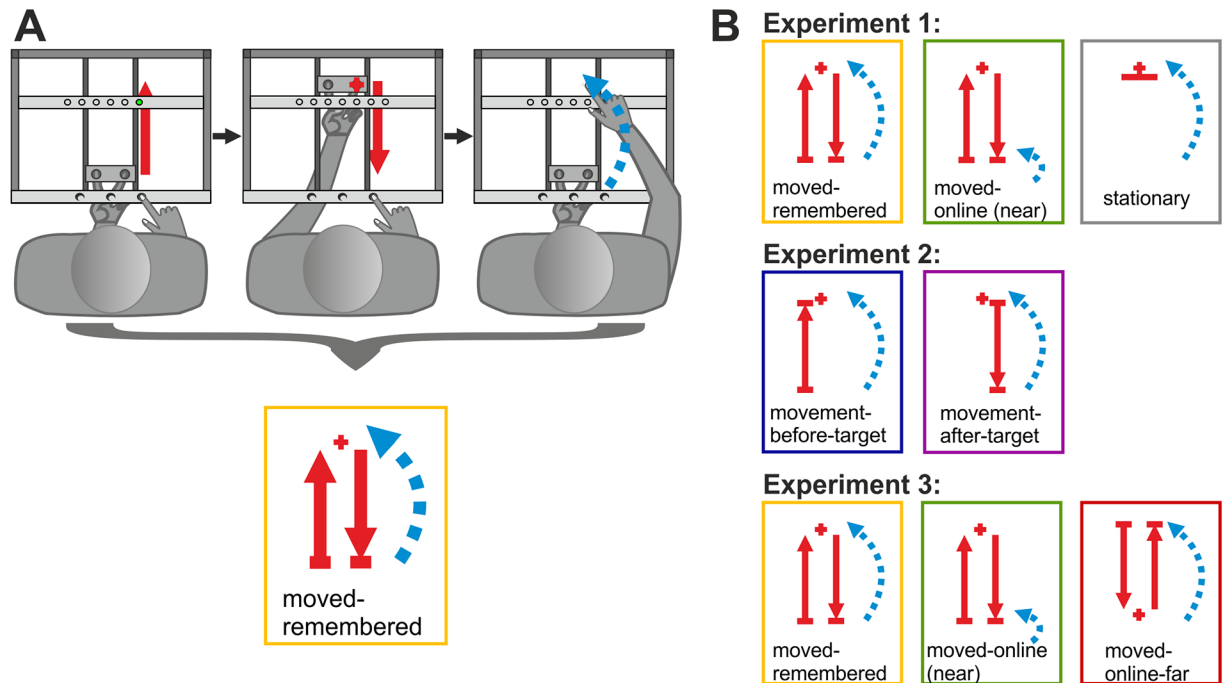 A
moved-
remembered
B
Experiment 1:
moved-
remembered
moved-
online (near)
stationary
Experiment 2:
movement-
before-target
movement-
after-target
Experiment 3:
moved-
remembered
moved-online
(near)
moved-
online-far